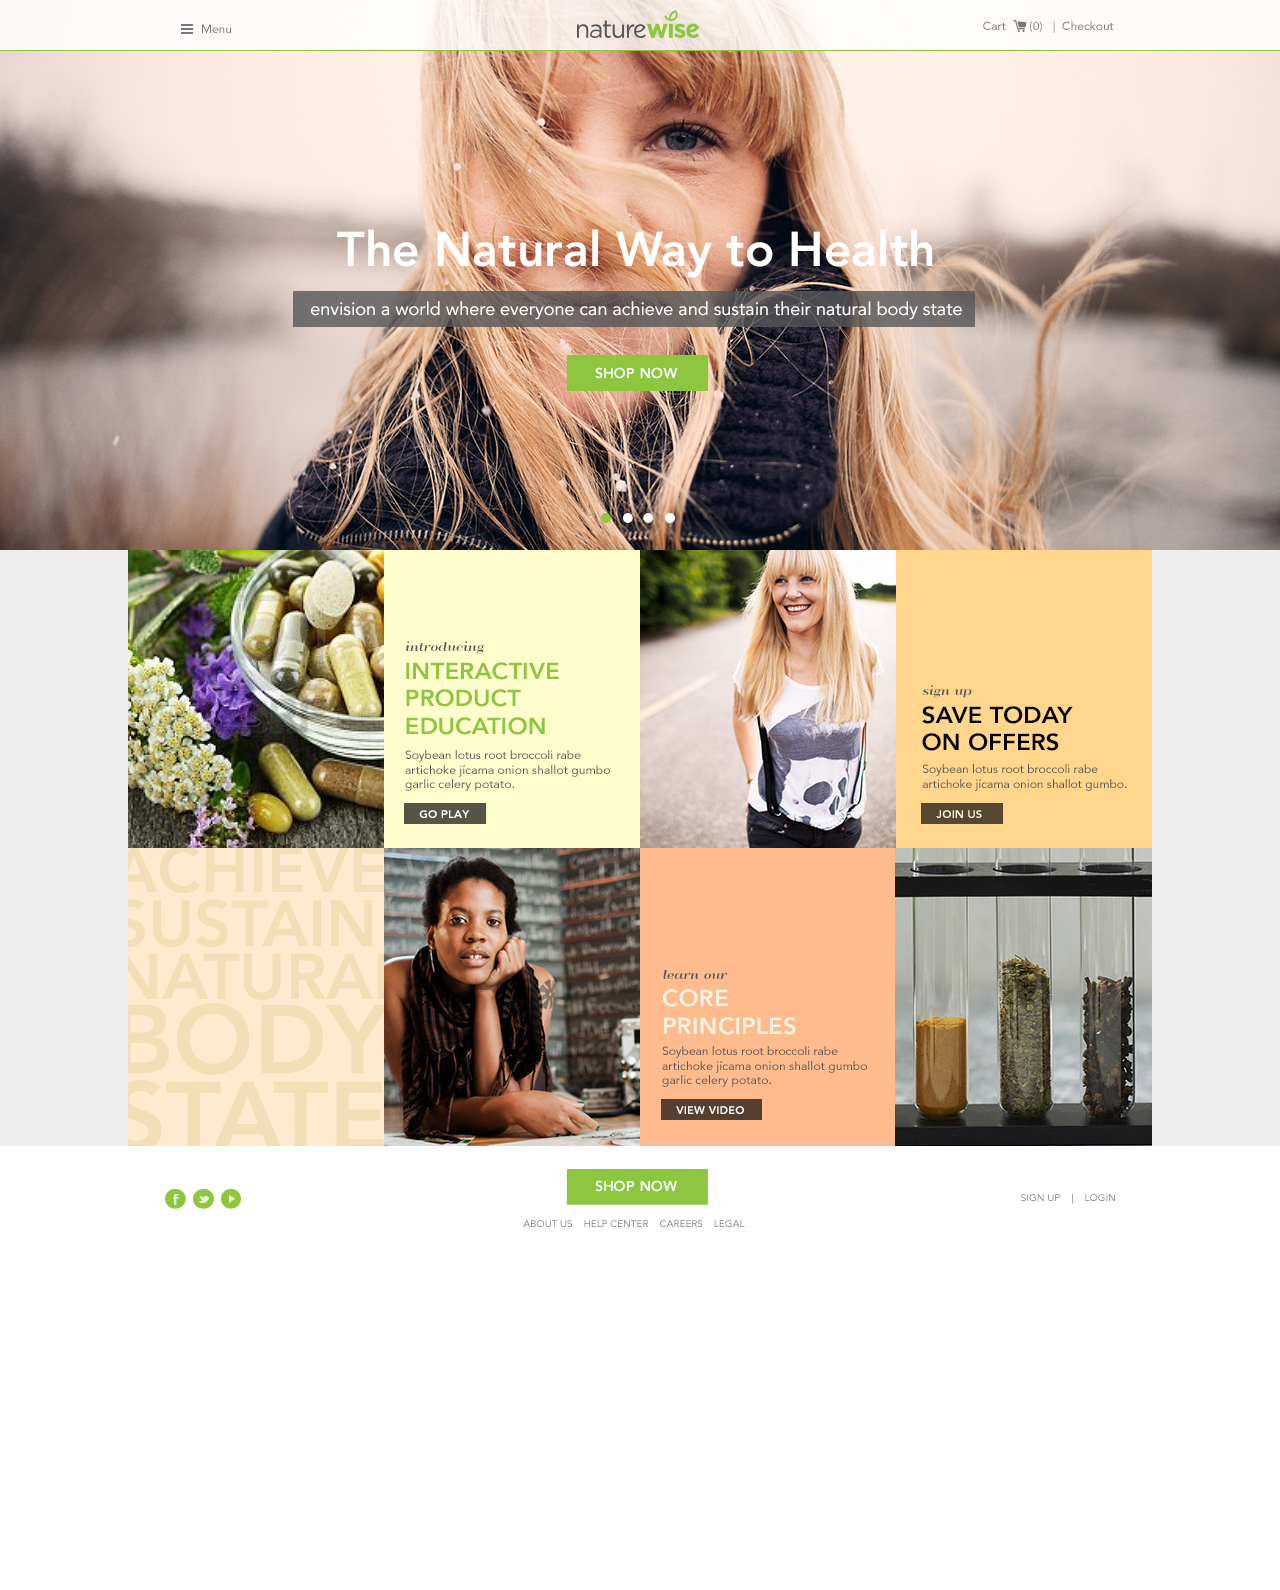 Menu
naturewise
Cart (0) | Checkout
The Natural Way to Health
envision a world where everyone can achieve and sustain their natural body state
SHOP NOW
introducing
INTERACTIVE
PRODUCT
EDUCATION
Soybean lotus root broccoli rabe
artichoke jícama onion shallot gumbo
garlic celery potato.
GO PLAY
sign up
SAVE TODAY
ON OFFERS
Soybean lotus root broccoli rabe
artichoke jícama onion shallot gumbo.
JOIN US
ACHIEVE
SUSTAIN
NATURAL
BODY
STATE
learn our
CORE
PRINCIPLES
Soybean lotus root broccoli rabe
artichoke jícama onion shallot gumbo
garlic celery potato.
VIEW VIDEO
SHOP NOW
SIGN UP | LOGIN
ABOUT US HELP CENTER CAREERS LEGAL